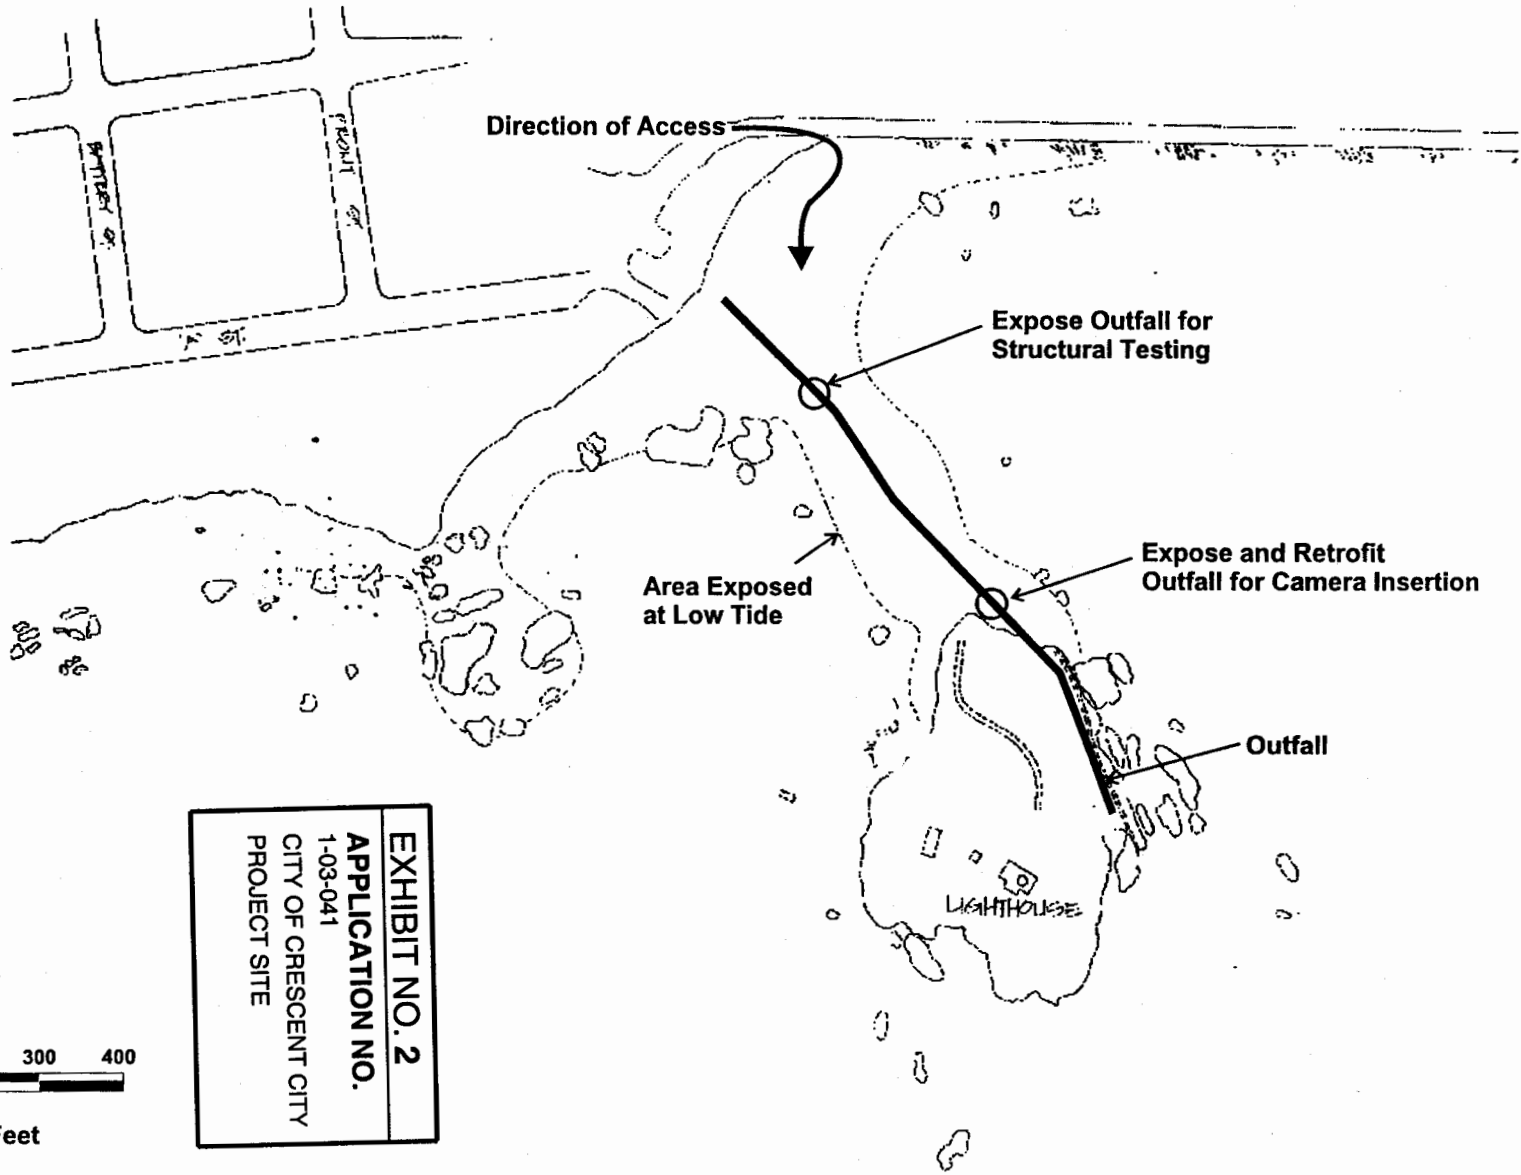 Direction of Access
BATTERY ST
FRONT ST
Expose Outfall for
Structural Testing
Expose and Retrofit
Outfall for Camera Insertion
Area Exposed
at Low Tide
Outfall
LIGHTHOUSE
EXHIBIT NO. 2
APPLICATION NO.
1-03-041
CITY OF CRESCENT CITY
PROJECT SITE
300 400
eet